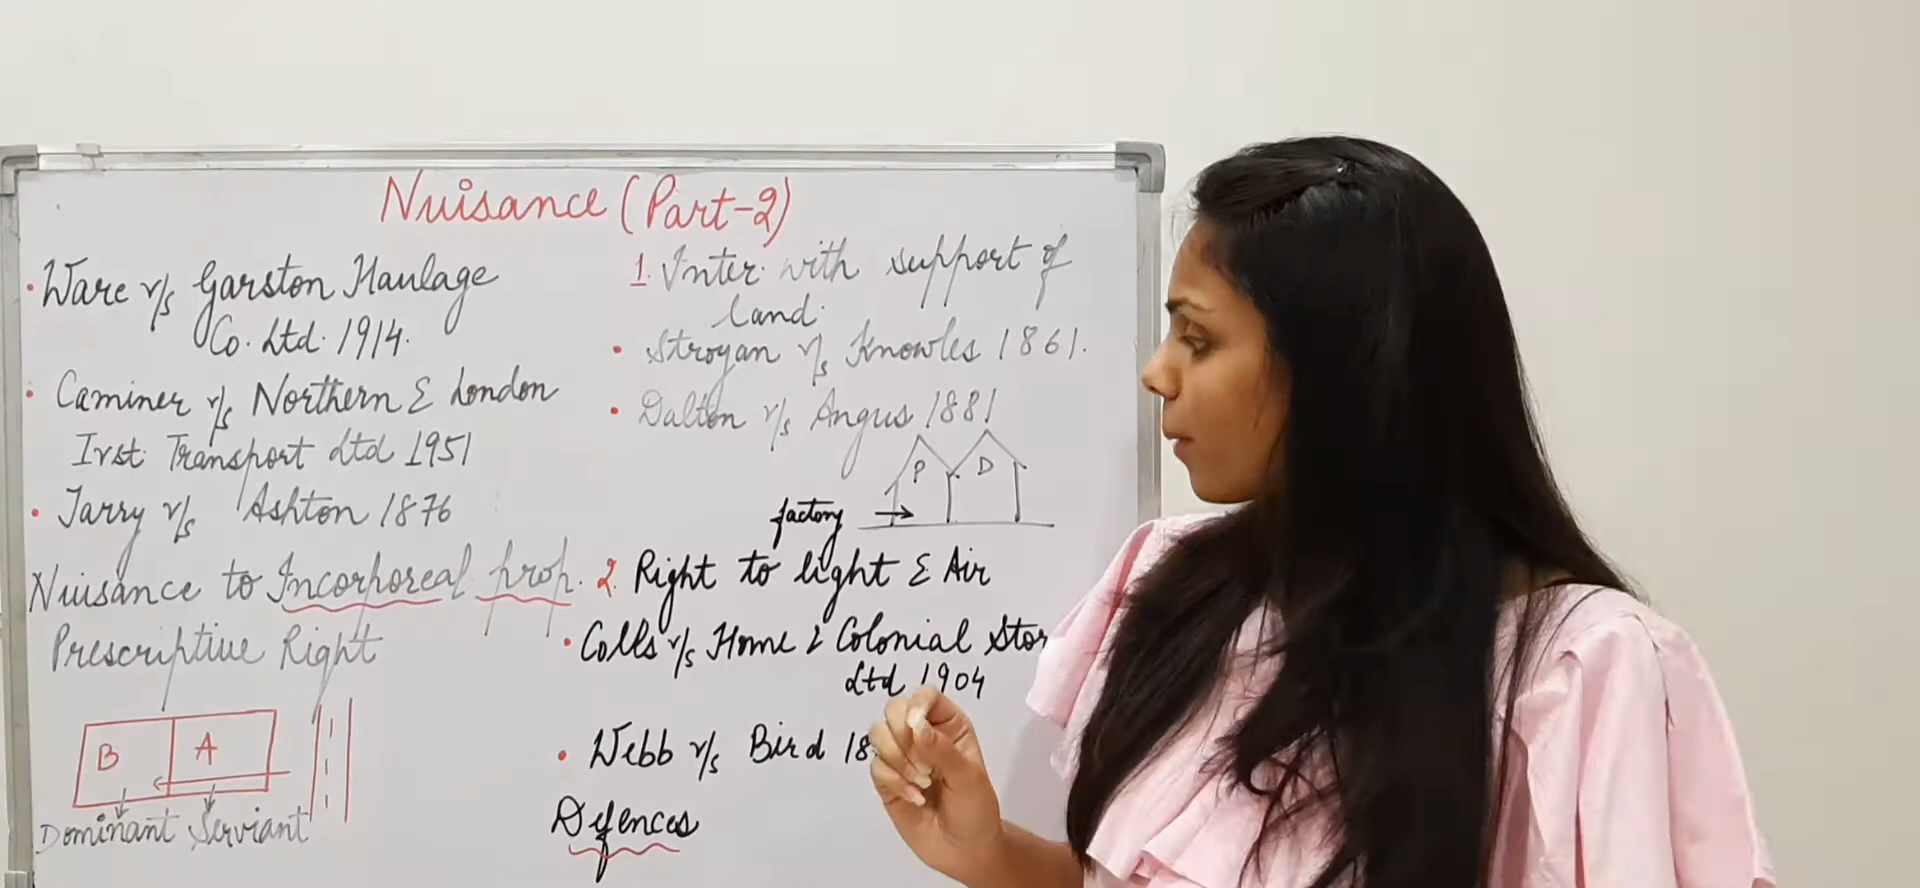 Nuisance (Part-2)
• Ware v/s Garston Haulage
Co. Ltd. 1914.
• Caminer v/s Northern & London
Ivst. Transport Ltd 1951
• Tarry v/s Ashton 1876
Nuisance to Incorporeal prop.
Prescriptive Right
B A
Dominant Serviant
1. Inter. with support of
land.
• Stroyan v/s Knowles 1861.
• Dalton v/s Angus 1881
P D
factory
2. Right to light & Air
• Colls v/s Home & Colonial Stor
Ltd 1904
• Webb v/s Bird 18
Defences